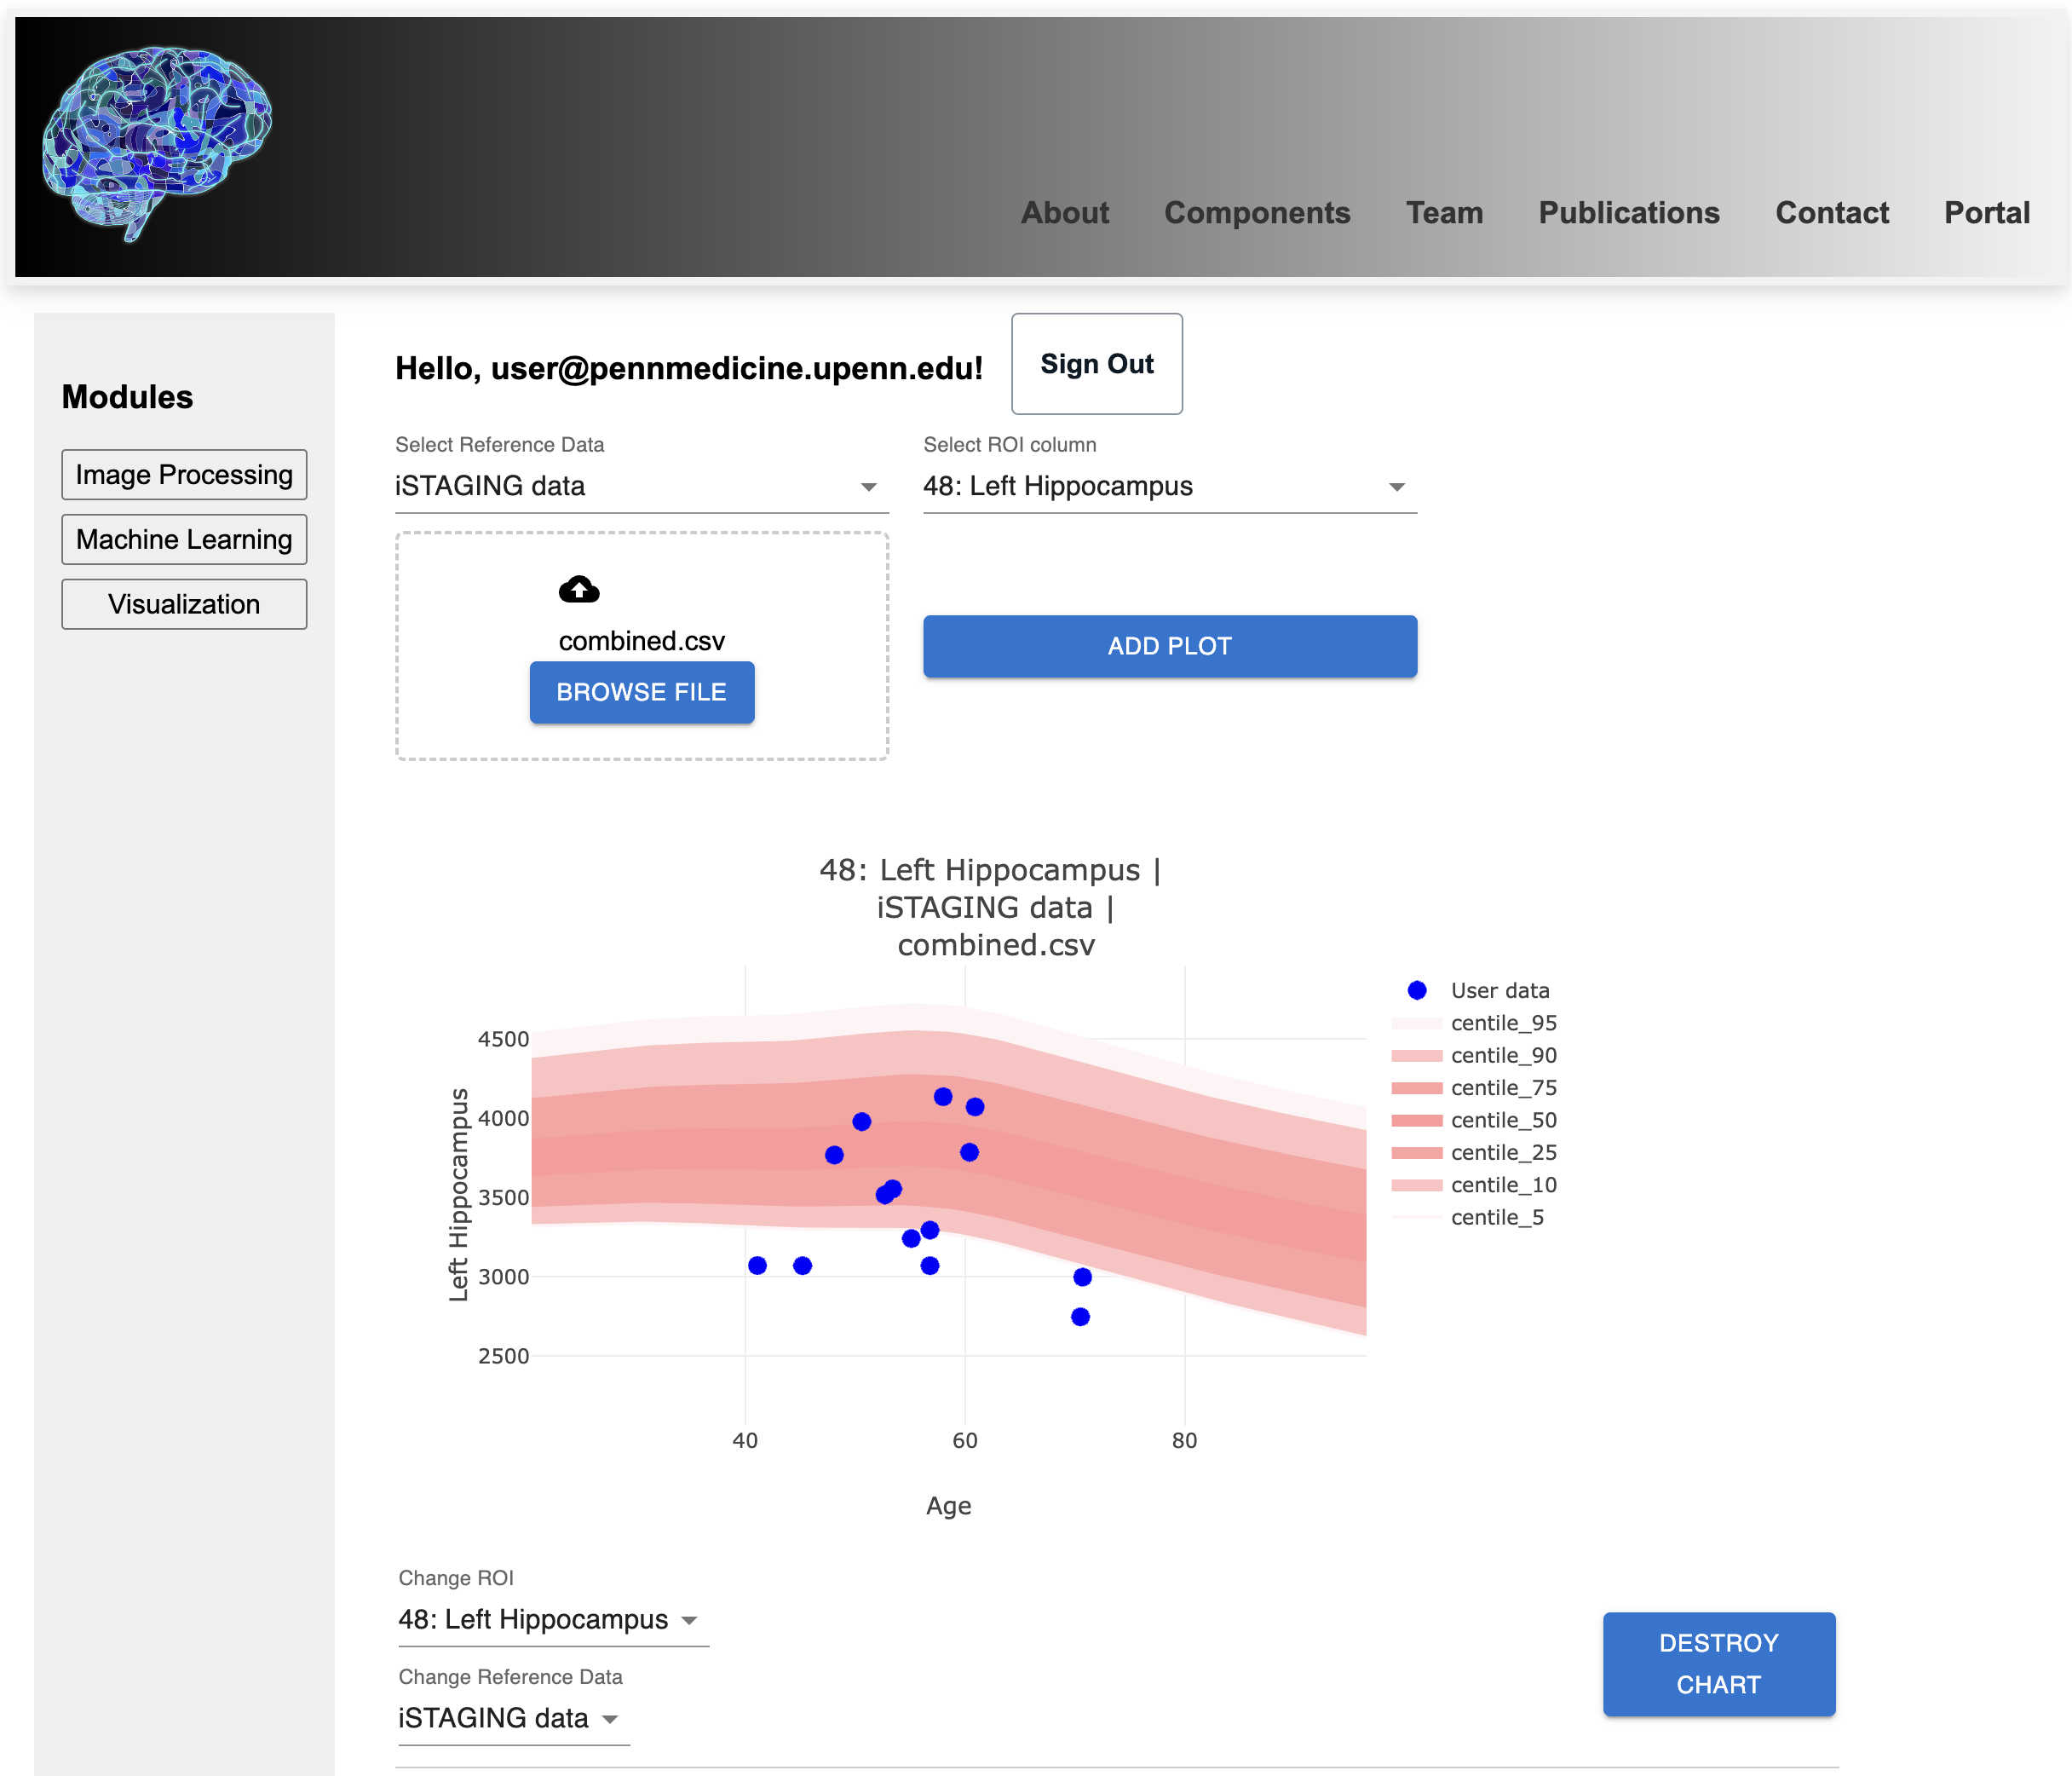 About Components Team Publications Contact Portal
Modules
Image Processing
Machine Learning
Visualization
Hello, user@pennmedicine.upenn.edu!
Sign Out
Select Reference Data
iSTAGING data
Select ROI column
48: Left Hippocampus
combined.csv
BROWSE FILE
ADD PLOT
48: Left Hippocampus |
iSTAGING data |
combined.csv
Left Hippocampus
4500
4000
3500
3000
2500
40 60 80
Age
User data
centile_95
centile_90
centile_75
centile_50
centile_25
centile_10
centile_5
Change ROI
48: Left Hippocampus
Change Reference Data
iSTAGING data
DESTROY
CHART